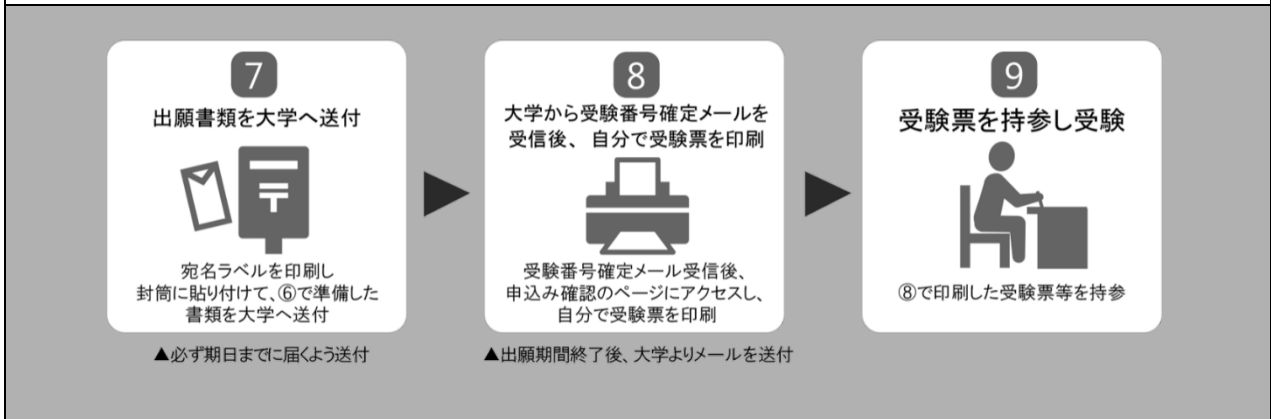 7
出願書類を大学へ送付
〒
宛名ラベルを印刷し
封筒に貼り付けて、⑥で準備した
書類を大学へ送付
▲必ず期日までに届くよう送付
8
大学から受験番号確定メールを
受信後、自分で受験票を印刷
受験番号確定メール受信後、
申込み確認のページにアクセスし、
自分で受験票を印刷
▲出願期間終了後、大学よりメールを送付
9
受験票を持参し受験
⑧で印刷した受験票等を持参